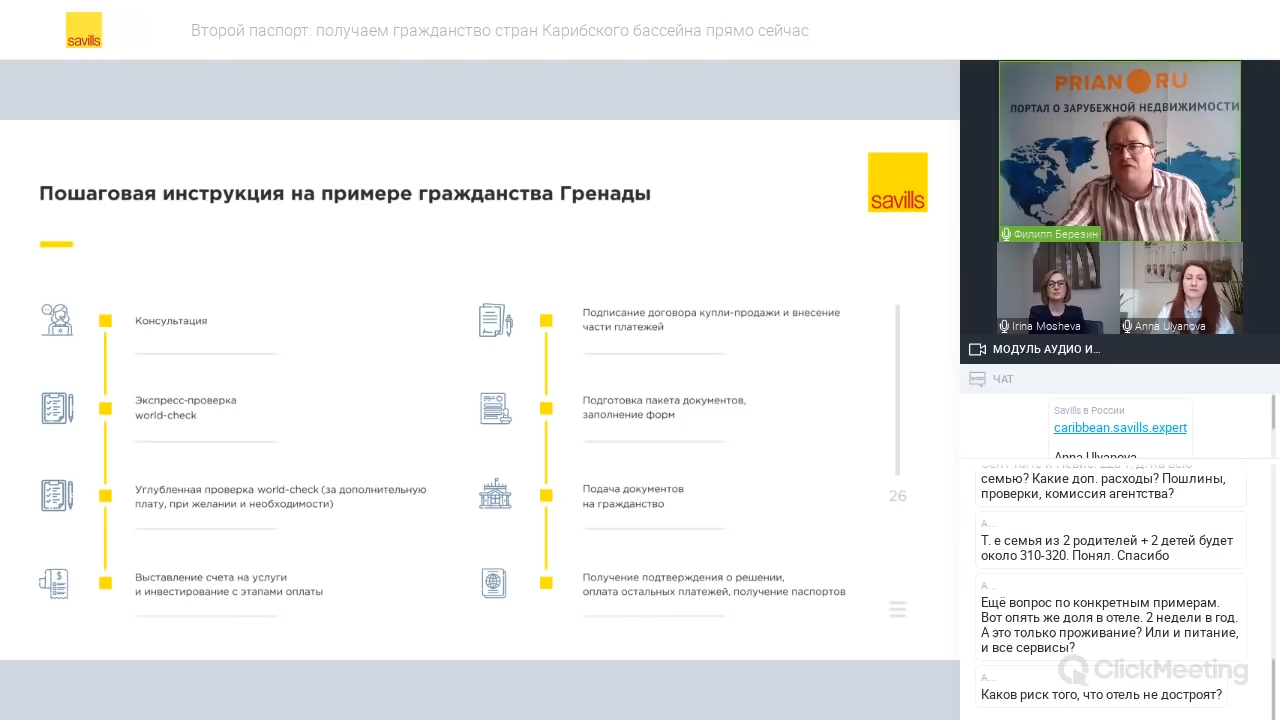 savills
Второй паспорт: получаем гражданство стран Карибского бассейна прямо сейчас
savills
Пошаговая инструкция на примере гражданства Гренады
Консультация
Экспресс-проверка
world-check
Углубленная проверка world-check (за дополнительную
плату, при желании и необходимости)
Выставление счета на услуги
и инвестирование с этапами оплаты
Подписание договора купли-продажи и внесение
части платежей
Подготовка пакета документов,
заполнение форм
Подача документов
на гражданство
Получение подтверждения о решении,
оплата остальных платежей, получение паспортов
26
PRIAN RU
ПОРТАЛ О ЗАРУБЕЖНОЙ НЕДВИЖИМОСТИ
Филипп Березин
Irina Mosheva
Anna Ulyanova
МОДУЛЬ АУДИО И...
ЧАТ
Savills в России
caribbean.savills.expert
Anna Ulyanova
семью? Какие доп. расходы? Пошлины,
проверки, комиссия агентства?
A...
Т. е семья из 2 родителей + 2 детей будет
около 310-320. Понял. Спасибо
A...
Ещё вопрос по конкретным примерам.
Вот опять же доля в отеле. 2 недели в год.
А это только проживание? Или и питание,
и все сервисы?
A...
Каков риск того, что отель не достроят?
ClickMeeting